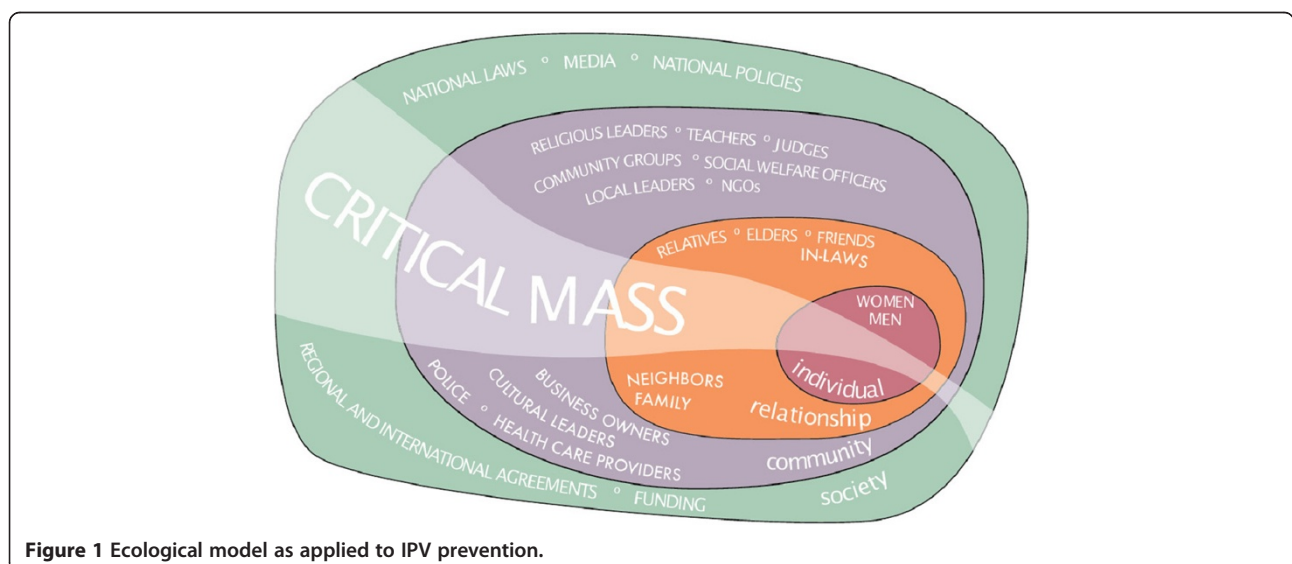 NATIONAL LAWS ° MEDIA ° NATIONAL POLICIES
RELIGIOUS LEADERS ° TEACHERS ° JUDGES
COMMUNITY GROUPS ° SOCIAL WELFARE OFFICERS
LOCAL LEADERS ° NGOs
CRITICAL MASS
RELATIVES ° ELDERS ° FRIENDS
IN-LAWS
WOMEN
MEN
individual
NEIGHBORS
FAMILY
relationship
BUSINESS OWNERS
CULTURAL LEADERS
POLICE ° HEALTH CARE PROVIDERS
community
REGIONAL AND INTERNATIONAL AGREEMENTS ° FUNDING
society
Figure 1 Ecological model as applied to IPV prevention.